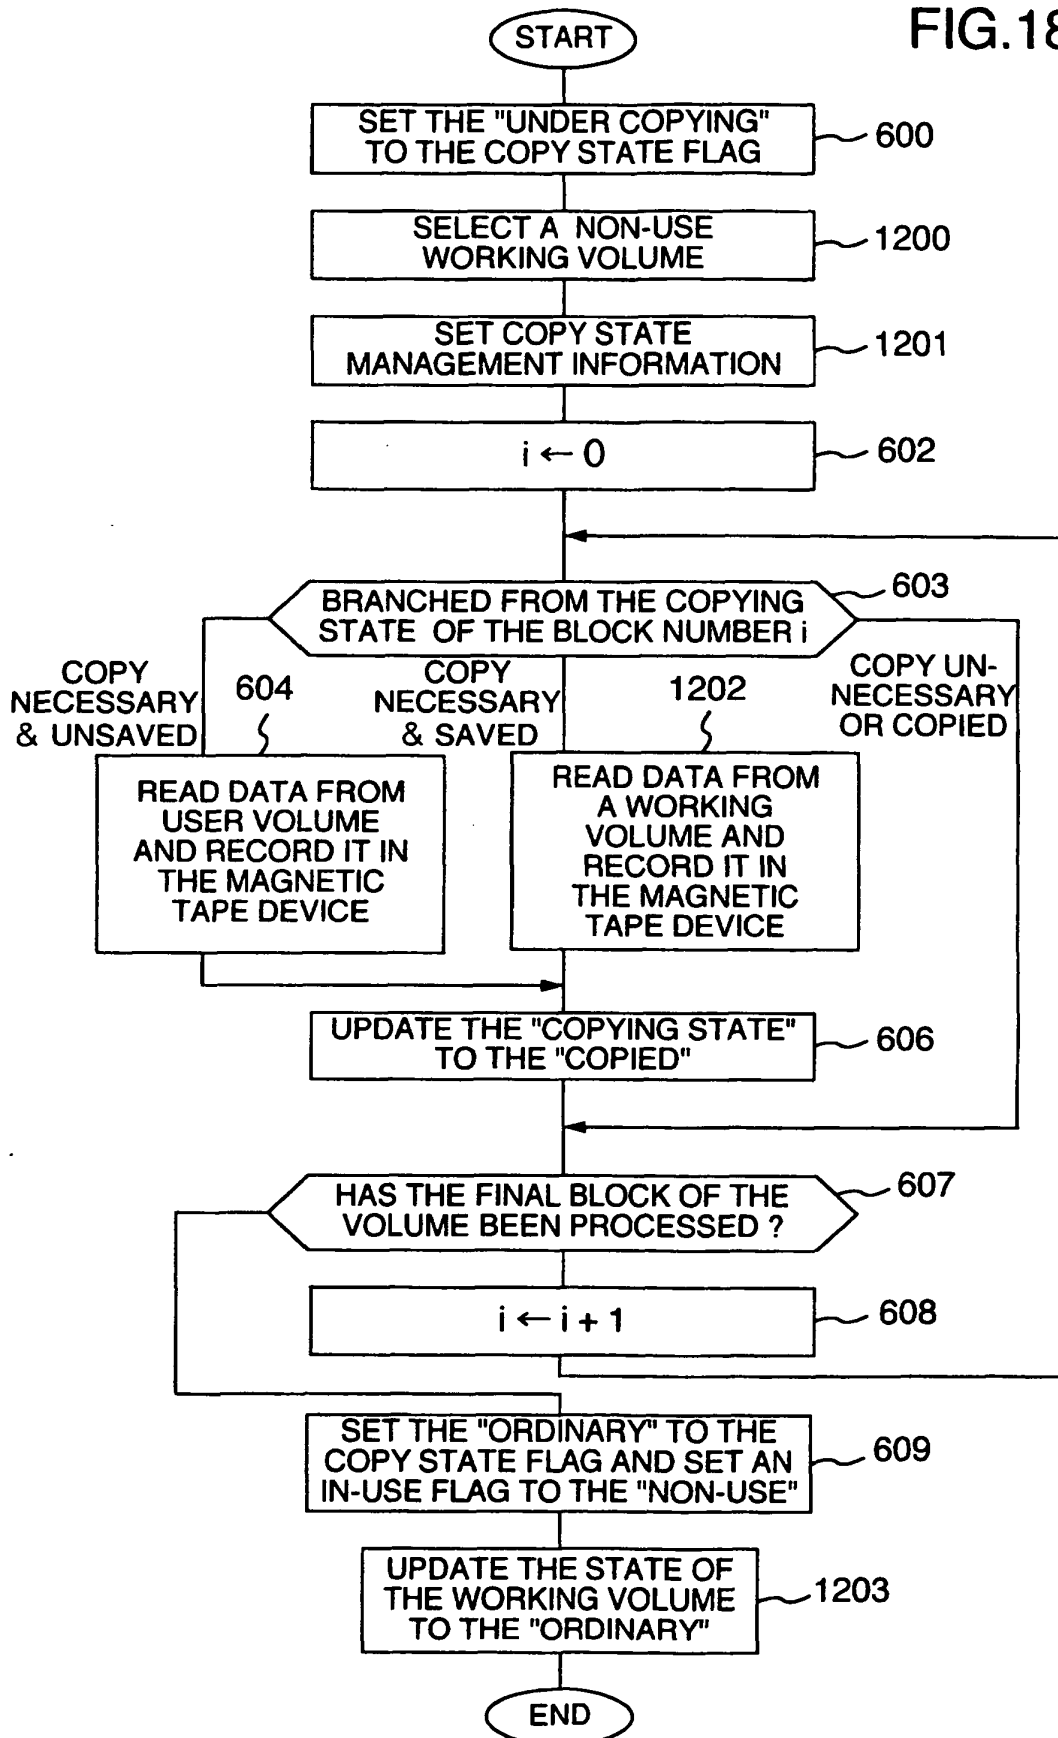 FIG.18
START
SET THE "UNDER COPYING"
TO THE COPY STATE FLAG
600
SELECT A NON-USE
WORKING VOLUME
1200
SET COPY STATE
MANAGEMENT INFORMATION
1201
i ← 0
602
BRANCHED FROM THE COPYING
STATE OF THE BLOCK NUMBER i
603
COPY
NECESSARY
& UNSAVED
604
COPY
NECESSARY
& SAVED
1202
COPY UN-
NECESSARY
OR COPIED
READ DATA FROM
USER VOLUME
AND RECORD IT IN
THE MAGNETIC
TAPE DEVICE
READ DATA FROM
A WORKING
VOLUME AND
RECORD IT IN
THE MAGNETIC
TAPE DEVICE
UPDATE THE "COPYING STATE"
TO THE "COPIED"
606
HAS THE FINAL BLOCK OF THE
VOLUME BEEN PROCESSED ?
607
i ← i + 1
608
SET THE "ORDINARY" TO THE
COPY STATE FLAG AND SET AN
IN-USE FLAG TO THE "NON-USE"
609
UPDATE THE STATE OF
THE WORKING VOLUME
TO THE "ORDINARY"
1203
END